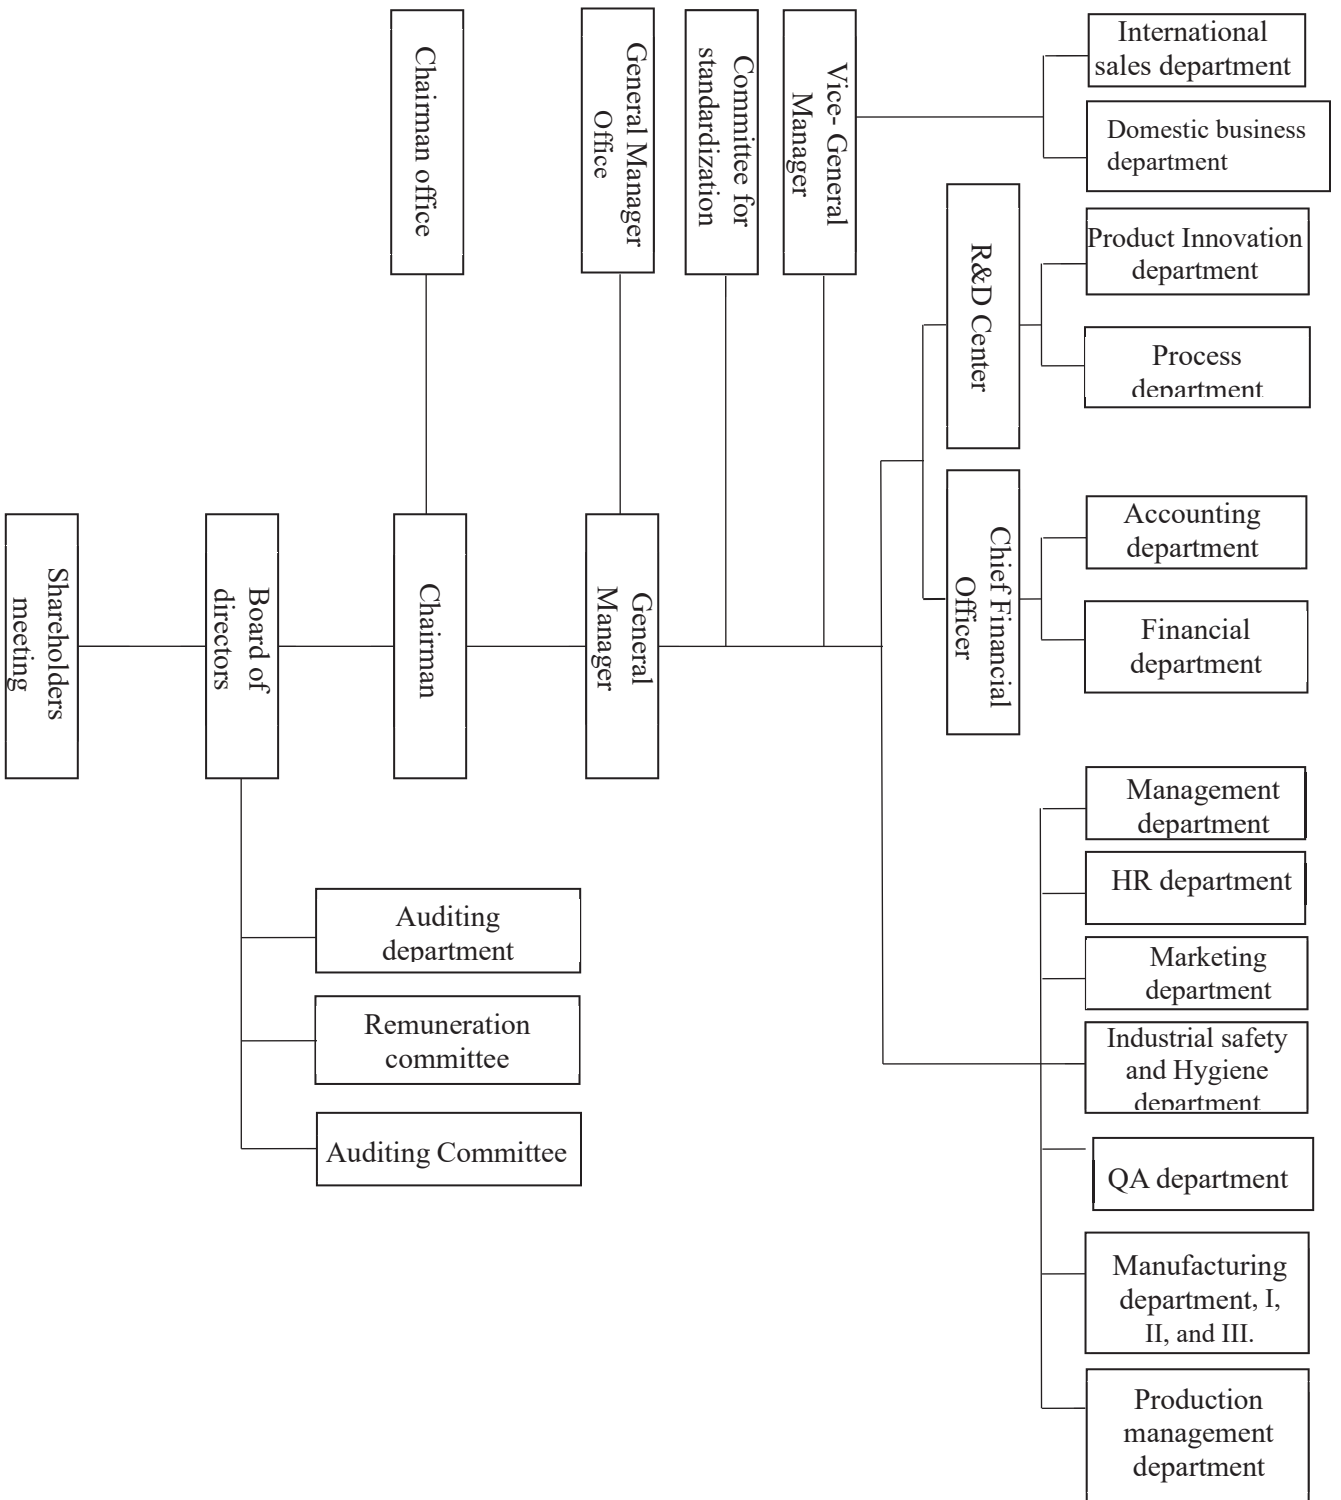 Chairman office
General Manager
Office
Committee for
standardization
Vice- General
Manager
International
sales department
Domestic business
department
R&D Center
Product Innovation
department
Process
department
Shareholders
meeting
Board of
directors
Chairman
General
Manager
Chief Financial
Officer
Accounting
department
Financial
department
Auditing
department
Remuneration
committee
Auditing Committee
Management
department
HR department
Marketing
department
Industrial safety
and Hygiene
department
QA department
Manufacturing
department, I,
II, and III.
Production
management
department